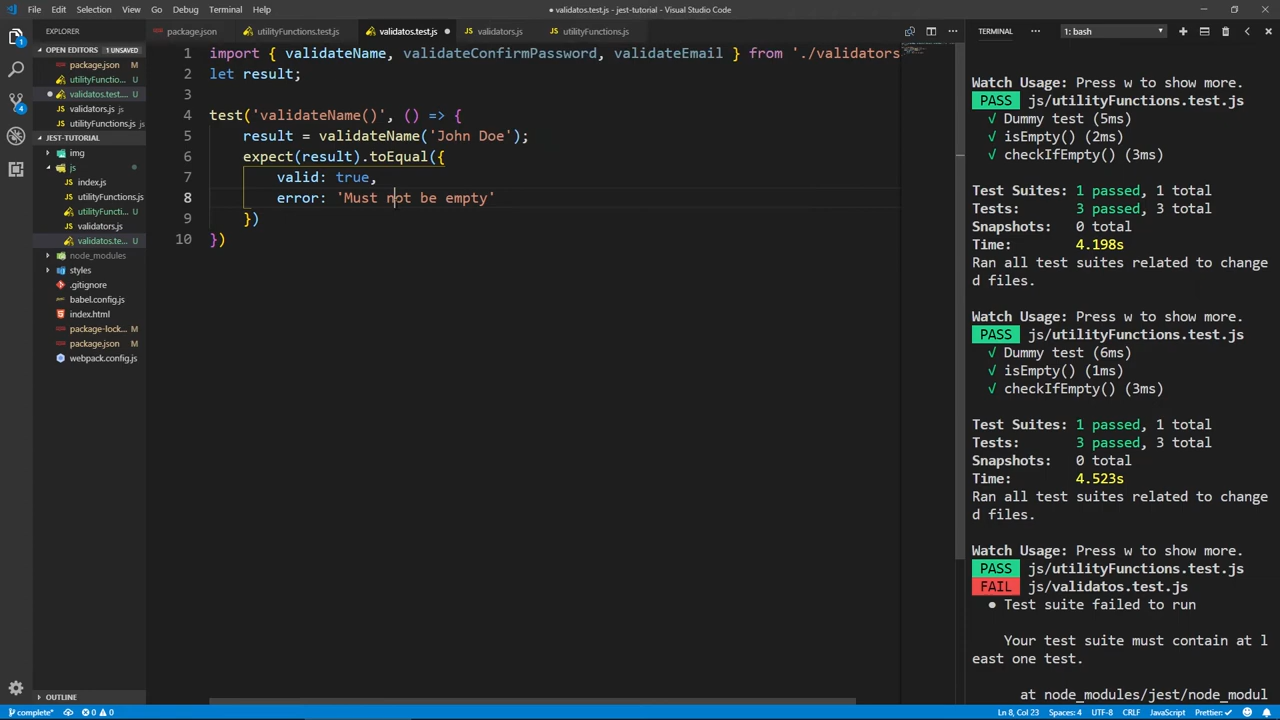 File Edit Selection View Go Debug Terminal Help
● validatos.test.js - jest-tutorial - Visual Studio Code
EXPLORER
OPEN EDITORS 1 UNSAVED
package.json M
utilityFunctio... U
validatos.test.... U
validators.js js
utilityFunctions.js js
JEST-TUTORIAL
img
js
index.js
utilityFunctions.js
utilityFuncti... U
validators.js
validatos.te... U
node_modules
styles
.gitignore
babel.config.js
index.html
package-lock... M
package.json M
webpack.config.js
OUTLINE
package.json utilityFunctions.test.js validatos.test.js validators.js utilityFunctions.js
1 import { validateName, validateConfirmPassword, validateEmail } from './validators
2 let result;
3
4 test('validateName()', () => {
5 result = validateName('John Doe');
6 expect(result).toEqual({
7 valid: true,
8 error: 'Must not be empty'
9 })
10 })
TERMINAL ... 1: bash
Watch Usage: Press w to show more.
PASS js/utilityFunctions.test.js
√ Dummy test (5ms)
√ isEmpty() (2ms)
√ checkIfEmpty() (3ms)
Test Suites: 1 passed, 1 total
Tests: 3 passed, 3 total
Snapshots: 0 total
Time: 4.198s
Ran all test suites related to change
d files.
Watch Usage: Press w to show more.
PASS js/utilityFunctions.test.js
√ Dummy test (6ms)
√ isEmpty() (1ms)
√ checkIfEmpty() (3ms)
Test Suites: 1 passed, 1 total
Tests: 3 passed, 3 total
Snapshots: 0 total
Time: 4.523s
Ran all test suites related to change
d files.
Watch Usage: Press w to show more.
PASS js/utilityFunctions.test.js
FAIL js/validatos.test.js
● Test suite failed to run
Your test suite must contain at l
east one test.
at node_modules/jest/node_modul
complete* 0 0 Ln 8, Col 23 Spaces: 4 UTF-8 CRLF JavaScript Prettier: ✓